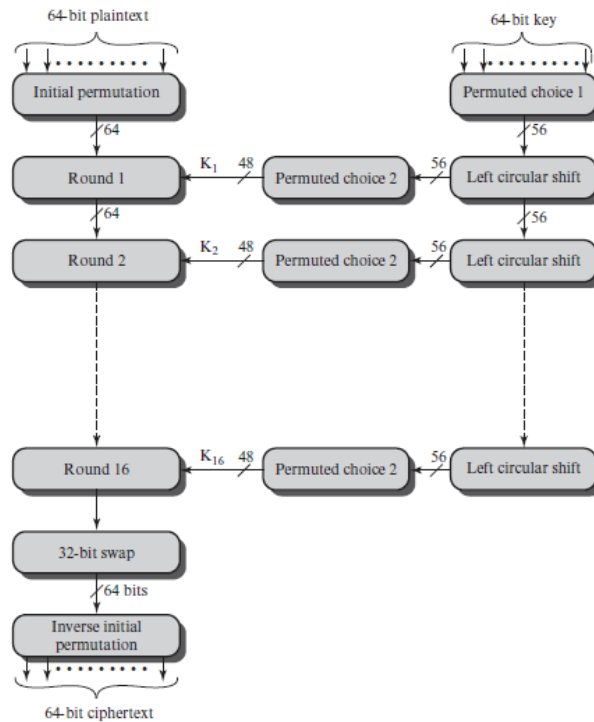 64-bit plaintext
64-bit key
Initial permutation
Permuted choice 1
64
56
Round 1
K1
48
Permuted choice 2
56
Left circular shift
64
56
Round 2
K2
48
Permuted choice 2
56
Left circular shift
Round 16
K16
48
Permuted choice 2
56
Left circular shift
32-bit swap
64 bits
Inverse initial
permutation
64-bit ciphertext